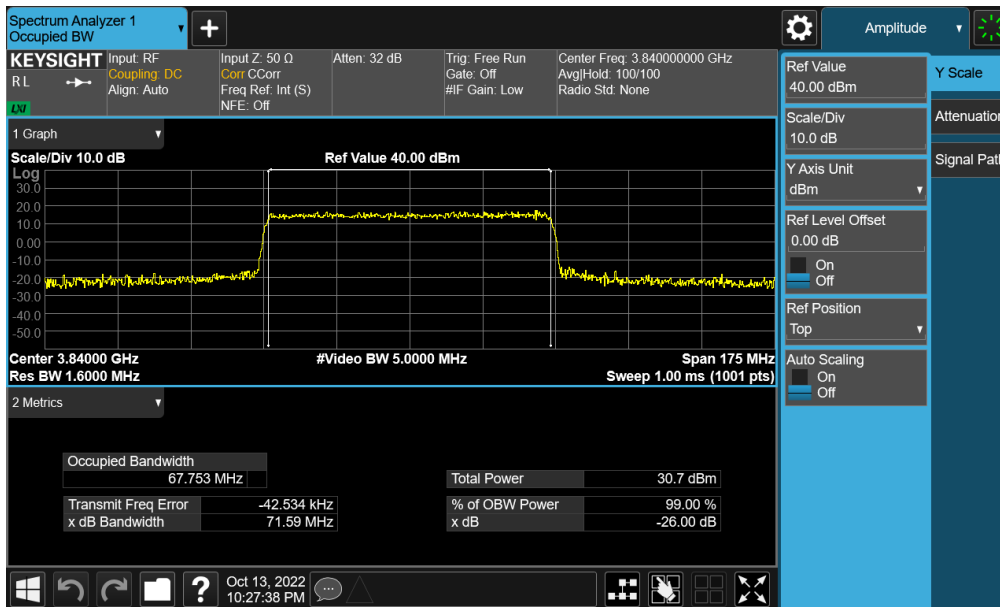 Spectrum Analyzer 1
Occupied BW
▼
+
Amplitude
▼
KEYSIGHT
R L
LXI
Input: RF
Coupling: DC
Align: Auto
Input Z: 50 Ω
Corr CCorr
Freq Ref: Int (S)
NFE: Off
Atten: 32 dB
Trig: Free Run
Gate: Off
#IF Gain: Low
Center Freq: 3.840000000 GHz
Avg|Hold: 100/100
Radio Std: None
1 Graph ▼
Scale/Div 10.0 dB
Ref Value 40.00 dBm
Log
30.0
20.0
10.0
0.00
-10.0
-20.0
-30.0
-40.0
-50.0
Center 3.84000 GHz
#Video BW 5.0000 MHz
Span 175 MHz
Res BW 1.6000 MHz
Sweep 1.00 ms (1001 pts)
2 Metrics ▼
Occupied Bandwidth
67.753 MHz
Total Power 30.7 dBm
Transmit Freq Error -42.534 kHz
% of OBW Power 99.00 %
x dB Bandwidth 71.59 MHz
x dB -26.00 dB
Ref Value
40.00 dBm
Scale/Div
10.0 dB
Y Axis Unit
dBm ▼
Ref Level Offset
0.00 dB
On
Off
Ref Position
Top ▼
Auto Scaling
On
Off
Y Scale
Attenuation
Signal Path
?
Oct 13, 2022
10:27:38 PM